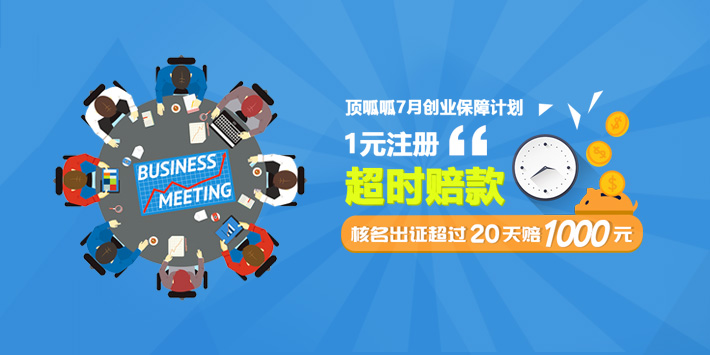 BUSINESS
MEETING
顶呱呱7月创业保障计划
1元注册
超时赔款
核名出证超过20天赔1000元